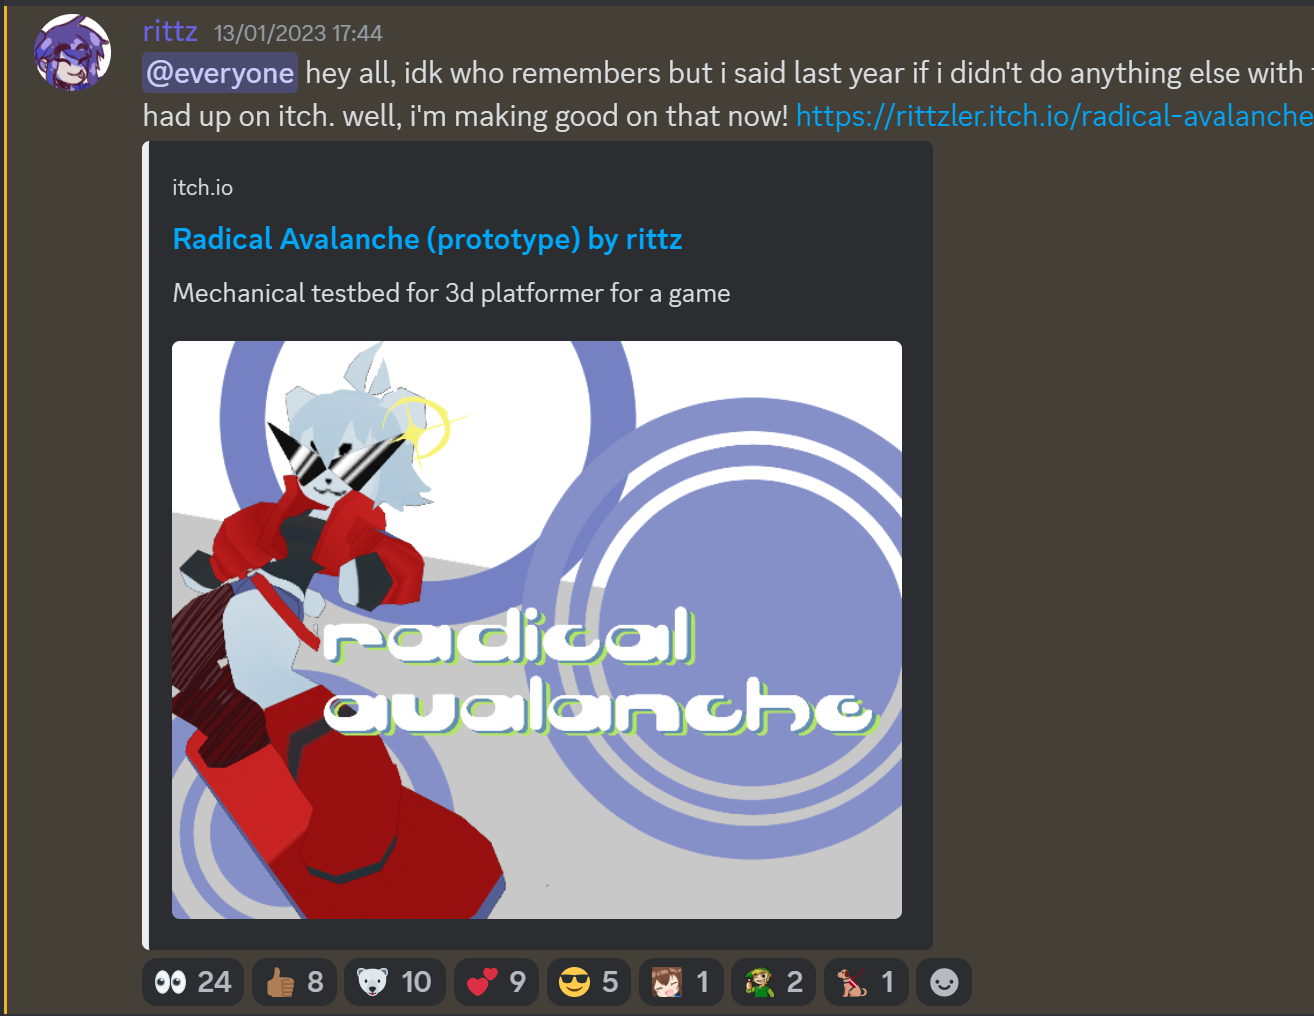 rittz 13/01/2023 17:44
@everyone hey all, idk who remembers but i said last year if i didn't do anything else with
had up on itch. well, i'm making good on that now! https://rittzler.itch.io/radical-avalanche
itch.io
Radical Avalanche (prototype) by rittz
Mechanical testbed for 3d platformer for a game
radical
avalanche
24 8 10 9 5 1 2 1